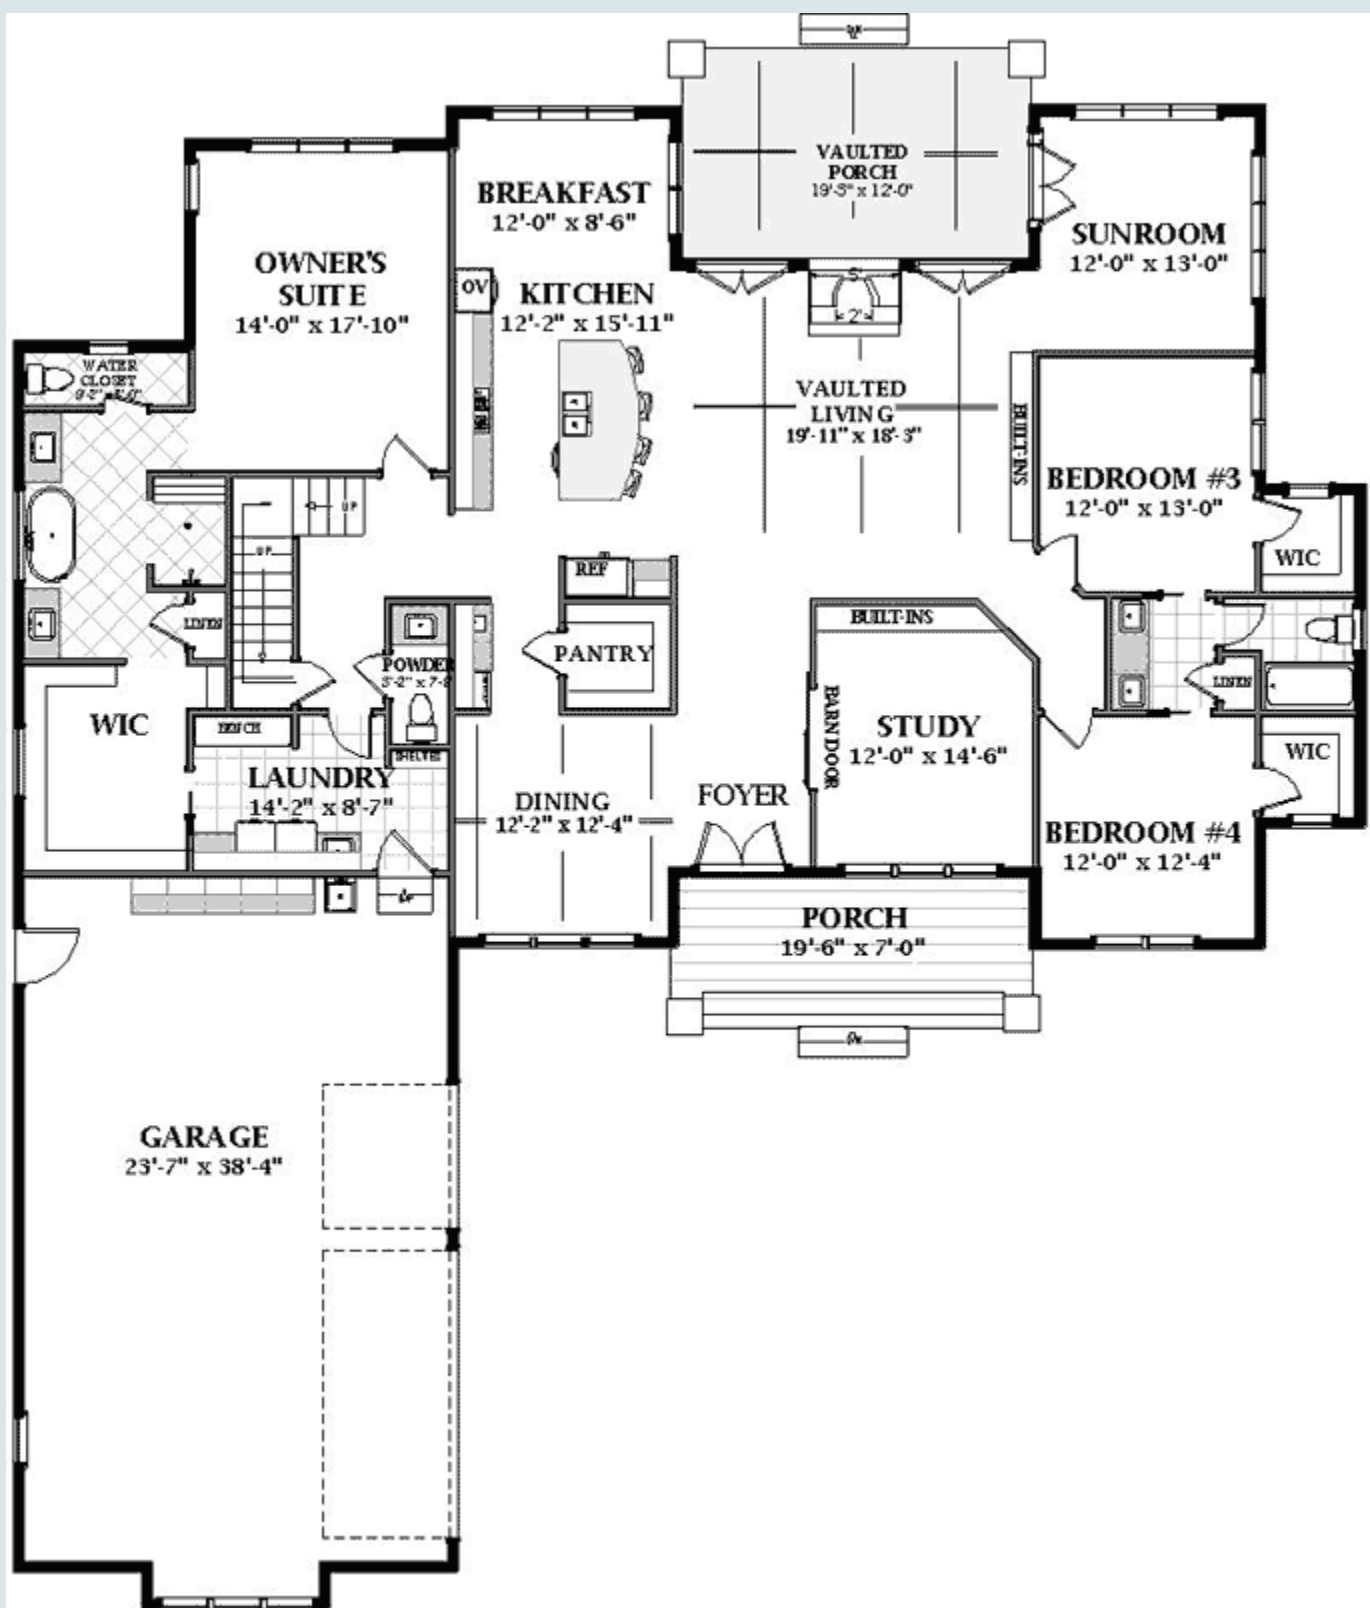 VAULTED
PORCH
19'-3" x 12'-0"
BREAKFAST
12'-0" x 8'-6"
SUNROOM
12'-0" x 13'-0"
OWNER'S
SUITE
14'-0" x 17'-10"
OV
KITCHEN
12'-2" x 15'-11"
5'
2'
WATER
CLOSET
VAULTED
LIVING
19'-11" x 18'-3"
BUILT-INS
BEDROOM #3
12'-0" x 13'-0"
WIC
UP
UP
REF
LINEN
POWDER
PANTRY
BUILT-INS
LINEN
WIC
BENCH
SHELVES
LAUNDRY
14'-2" x 8'-7"
BARN DOOR
STUDY
12'-0" x 14'-6"
WIC
DINING
12'-2" x 12'-4"
FOYER
BEDROOM #4
12'-0" x 12'-4"
PORCH
19'-6" x 7'-0"
GARAGE
23'-7" x 38'-4"